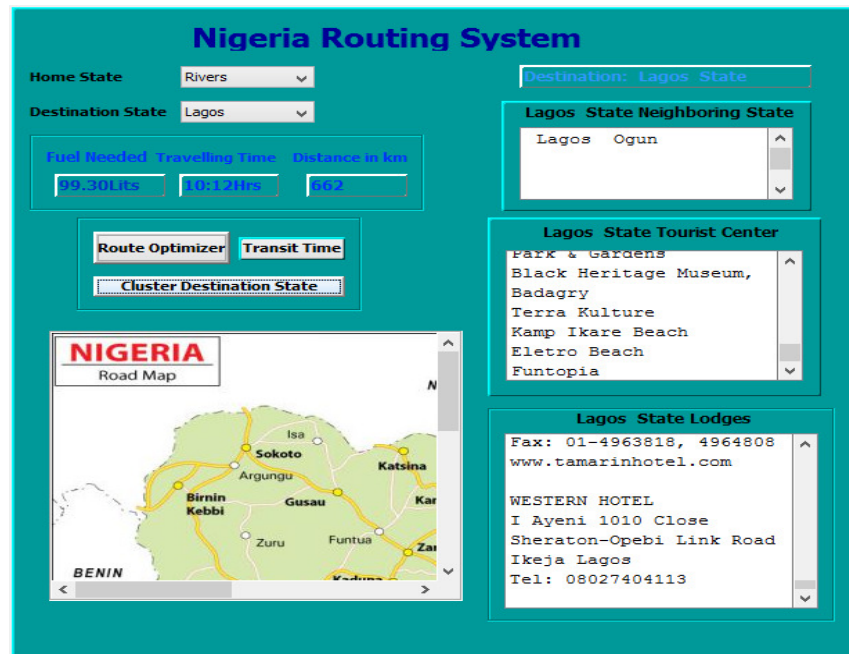 Nigeria Routing System
Home State Rivers
Destination State Lagos
Fuel Needed Travelling Time Distance in km
99.30Lits 10:12Hrs 662
Route Optimizer Transit Time
Cluster Destination State
NIGERIA
Road Map
N
Isa
Sokoto
Katsina
Argungu
Birnin
Kebbi
Gusau
Kar
Zuru
Funtua
Zar
BENIN
Kaduna
Destination: Lagos State
Lagos State Neighboring State
Lagos Ogun
Lagos State Tourist Center
Park & Gardens
Black Heritage Museum,
Badagry
Terra Kulture
Kamp Ikare Beach
Eletro Beach
Funtopia
Lagos State Lodges
Fax: 01-4963818, 4964808
www.tamarinhotel.com
WESTERN HOTEL
I Ayeni 1010 Close
Sheraton-Opebi Link Road
Ikeja Lagos
Tel: 08027404113